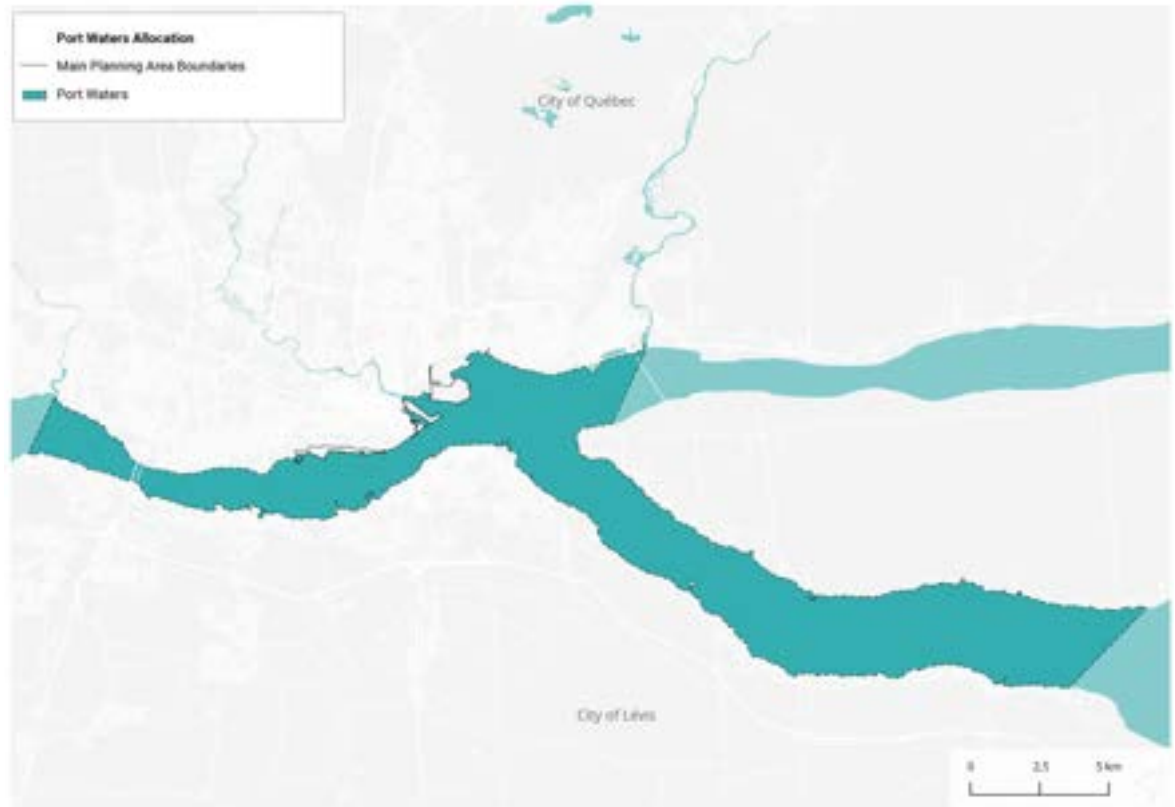 Port Waters Allocation
Main Planning Area Boundaries
Port Waters
City of Québec
City of Lévis
0 2.5 5 km